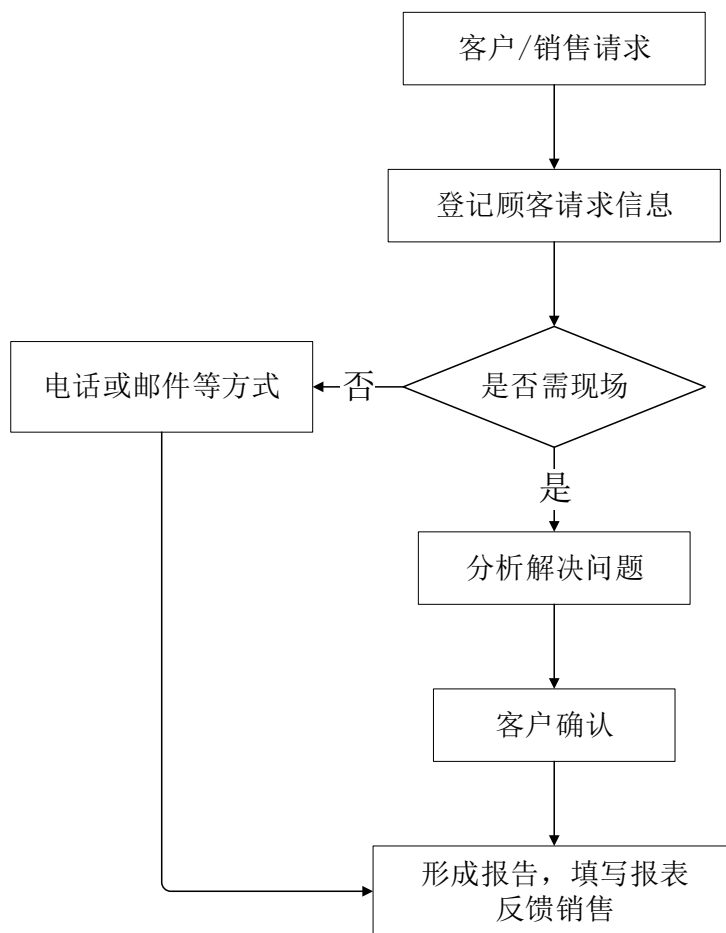 客户/销售请求
登记顾客请求信息
是否需现场
否
电话或邮件等方式
是
分析解决问题
客户确认
形成报告，填写报表
反馈销售